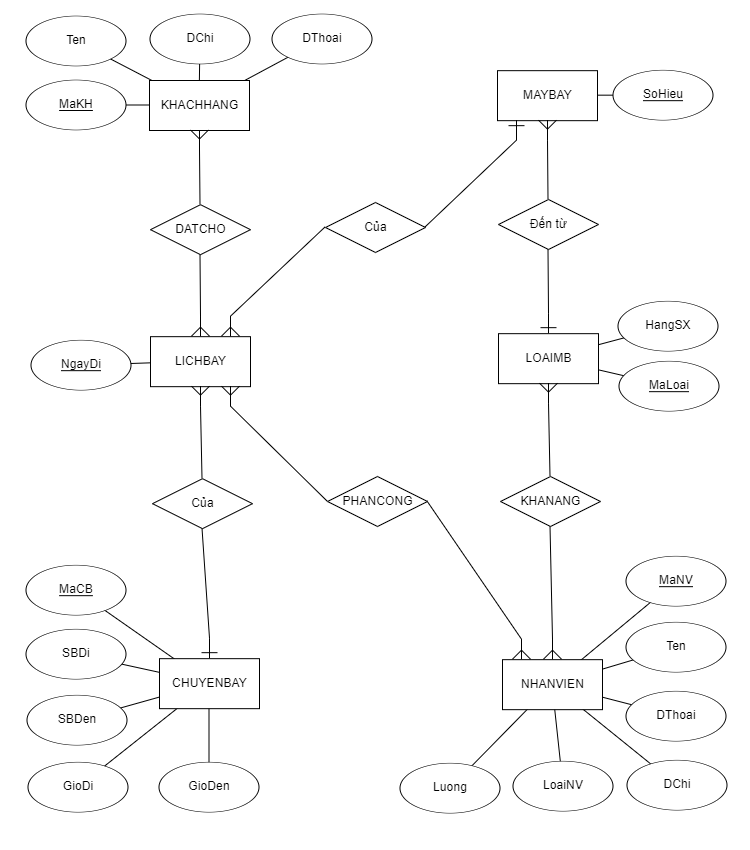 Ten
DChi
DThoai
MaKH
KHACHHANG
MAYBAY
SoHieu
DATCHO
Của
Đến từ
NgayDi
LICHBAY
LOAIMB
HangSX
MaLoai
Của
PHANCONG
KHANANG
MaCB
SBDi
SBDen
GioDi
GioDen
CHUYENBAY
NHANVIEN
MaNV
Ten
DThoai
DChi
LoaiNV
Luong